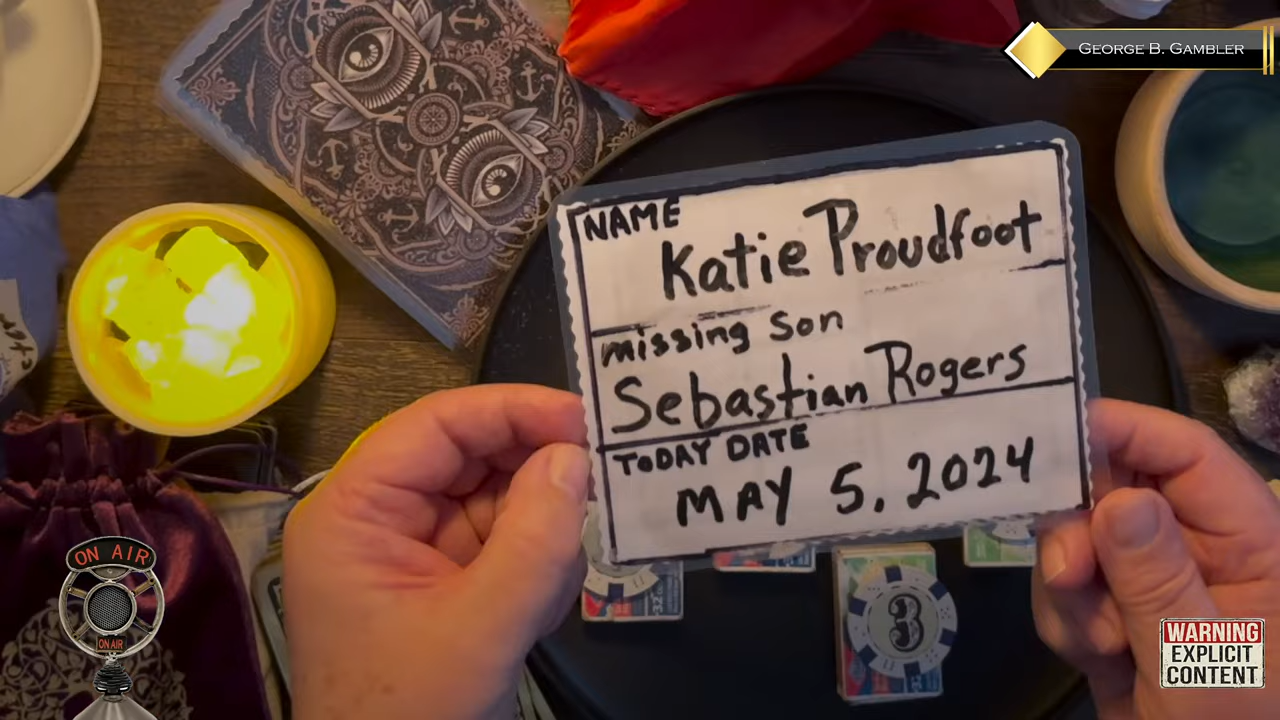 GEORGE B. GAMBLER
NAME
Katie Proudfoot
missing son
Sebastian Rogers
TODAY DATE
MAY 5, 2024
3
ON AIR
ON AIR
WARNING
EXPLICIT
CONTENT